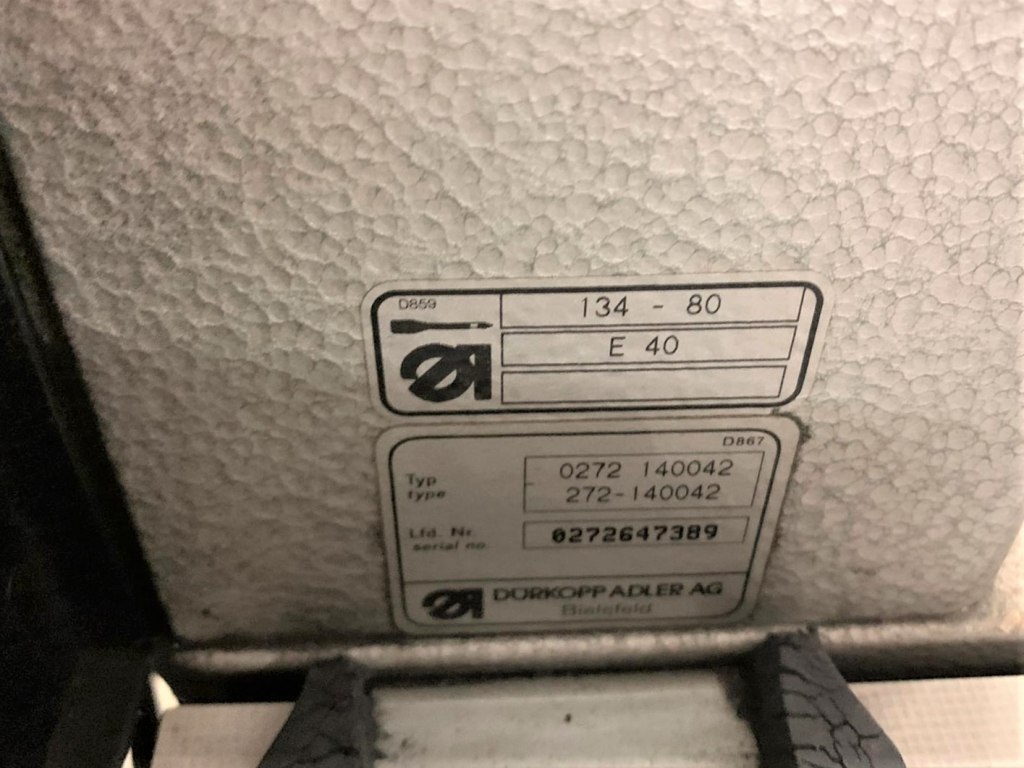 D859
134 - 80
E 40
D867
Typ
type
0272 140042
272-140042
Lfd. Nr.
serial no.
0272647389
DÜRKOPP ADLER AG
Bielefeld